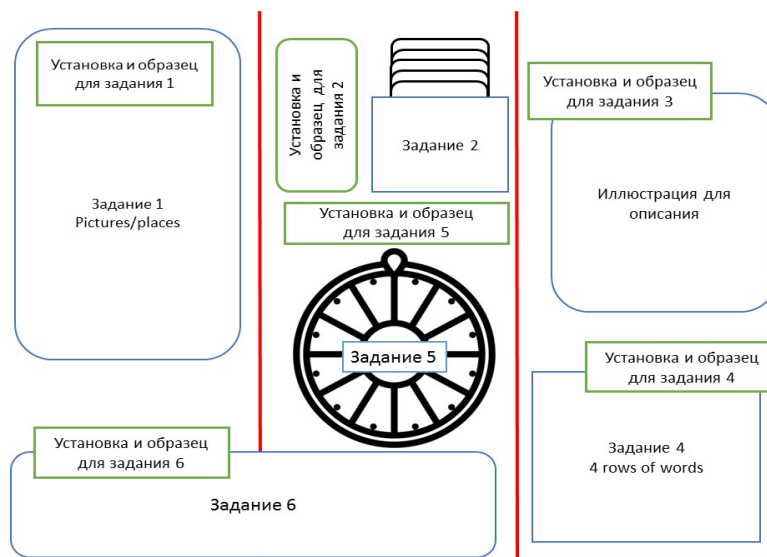 Установка и образец
для задания 1
Задание 1
Pictures/places
Установка и
образец для
задания 2
Задание 2
Установка и образец
для задания 5
Задание 5
Установка и образец
для задания 3
Иллюстрация для
описания
Установка и образец
для задания 4
Задание 4
4 rows of words
Установка и образец
для задания 6
Задание 6